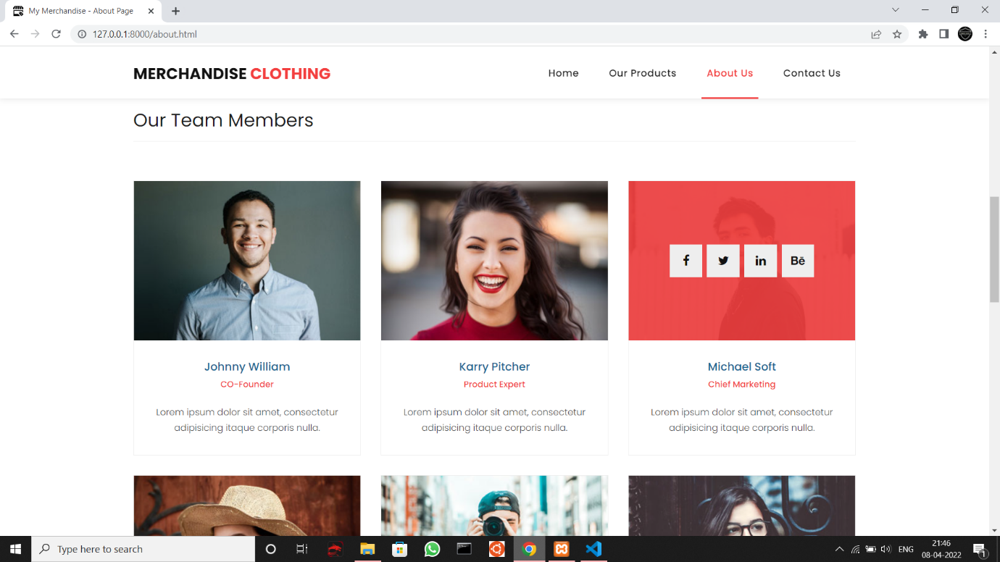 My Merchandise - About Page
127.0.0.1:8000/about.html
MERCHANDISE CLOTHING
Home
Our Products
About Us
Contact Us
Our Team Members
Johnny William
CO-Founder
Lorem ipsum dolor sit amet, consectetur
adipisicing itaque corporis nulla.
Karry Pitcher
Product Expert
Lorem ipsum dolor sit amet, consectetur
adipisicing itaque corporis nulla.
Bē
Michael Soft
Chief Marketing
Lorem ipsum dolor sit amet, consectetur
adipisicing itaque corporis nulla.
Type here to search
ENG
21:46
08-04-2022
1